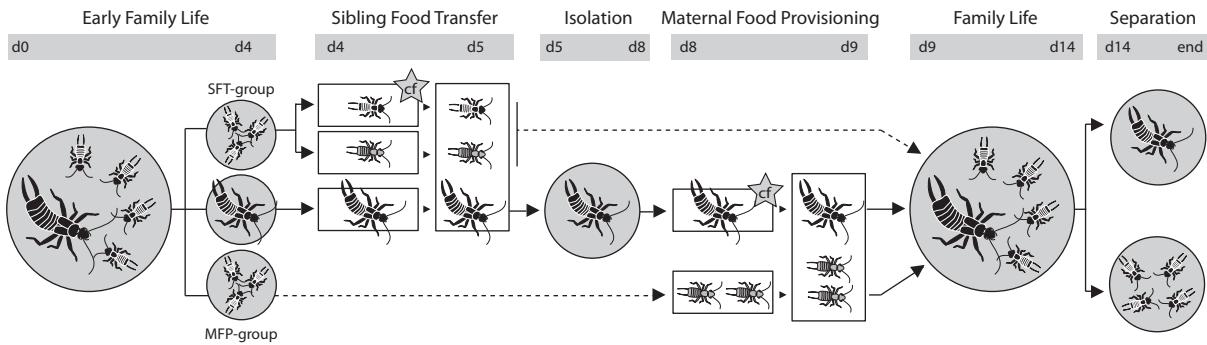 Early Family Life
Sibling Food Transfer
Isolation
Maternal Food Provisioning
Family Life
Separation
d0 d4
d4 d5
d5 d8
d8 d9
d9 d14
d14 end
SFT-group
cf
cf
MFP-group